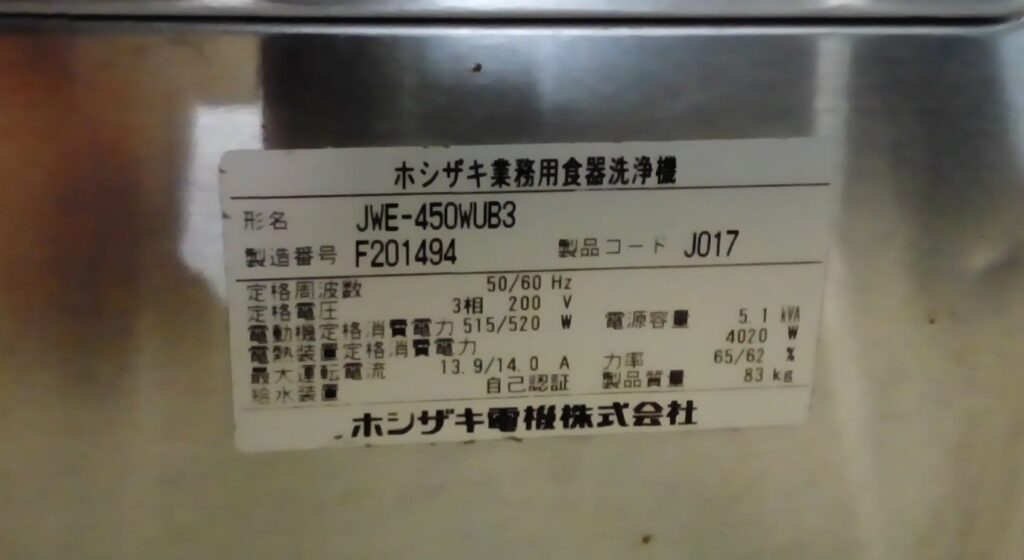 ホシザキ業務用食器洗浄機
形名 JWE-450WUB3
製造番号 F201494 製品コード J017
定格周波数 50/60 Hz
定格電圧 3相 200 V
電動機定格消費電力 515/520 W 電源容量 5.1 kVA
電熱装置定格消費電力 4020 W
最大運転電流 13.9/14.0 A 力率 65/62 %
給水装置 自己認証 製品質量 83 kg
ホシザキ電機株式会社